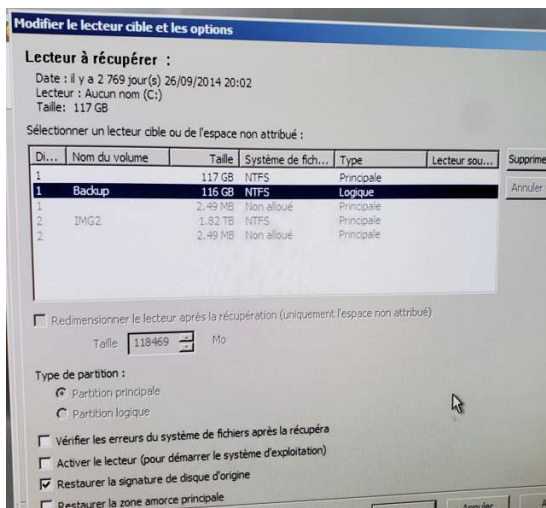 Modifier le lecteur cible et les options
Lecteur à récupérer :
Date : il y a 2 769 jour(s) 26/09/2014 20:02
Lecteur : Aucun nom (C:)
Taille: 117 GB
Sélectionner un lecteur cible ou de l'espace non attribué :
Di... Nom du volume Taille Système de fich... Type Lecteur sou... Supprime
1 117 GB NTFS Principale
1 Backup 116 GB NTFS Logique Annuler
1 2.49 MB Non alloué Principale
2 IMG2 1.82 TB NTFS Principale
2 2.49 MB Non alloué Principale
Redimensionner le lecteur après la récupération (uniquement l'espace non attribué)
Taille 118469 Mo
Type de partition :
Partition principale
Partition logique
Vérifier les erreurs du système de fichiers après la récupéra
Activer le lecteur (pour démarrer le système d'exploitation)
Restaurer la signature de disque d'origine
Restaurer la zone amorce principale
Annuler